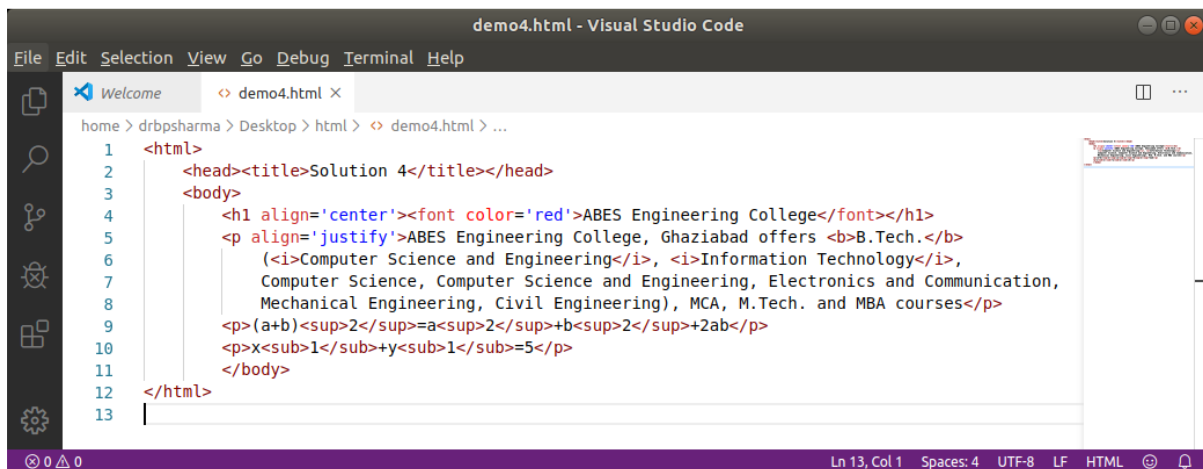 demo4.html - Visual Studio Code
File Edit Selection View Go Debug Terminal Help
Welcome demo4.html ×
home > drbpsharma > Desktop > html > <> demo4.html > ...
1 <html>
2 <head><title>Solution 4</title></head>
3 <body>
4 <h1 align='center'><font color='red'>ABES Engineering College</font></h1>
5 <p align='justify'>ABES Engineering College, Ghaziabad offers <b>B.Tech.</b>
6 (<i>Computer Science and Engineering</i>, <i>Information Technology</i>,
7 Computer Science, Computer Science and Engineering, Electronics and Communication,
8 Mechanical Engineering, Civil Engineering), MCA, M.Tech. and MBA courses</p>
9 <p>(a+b)<sup>2</sup>=a<sup>2</sup>+b<sup>2</sup>+2ab</p>
10 <p>x<sub>1</sub>+y<sub>1</sub>=5</p>
11 </body>
12 </html>
13
0 0 Ln 13, Col 1 Spaces: 4 UTF-8 LF HTML